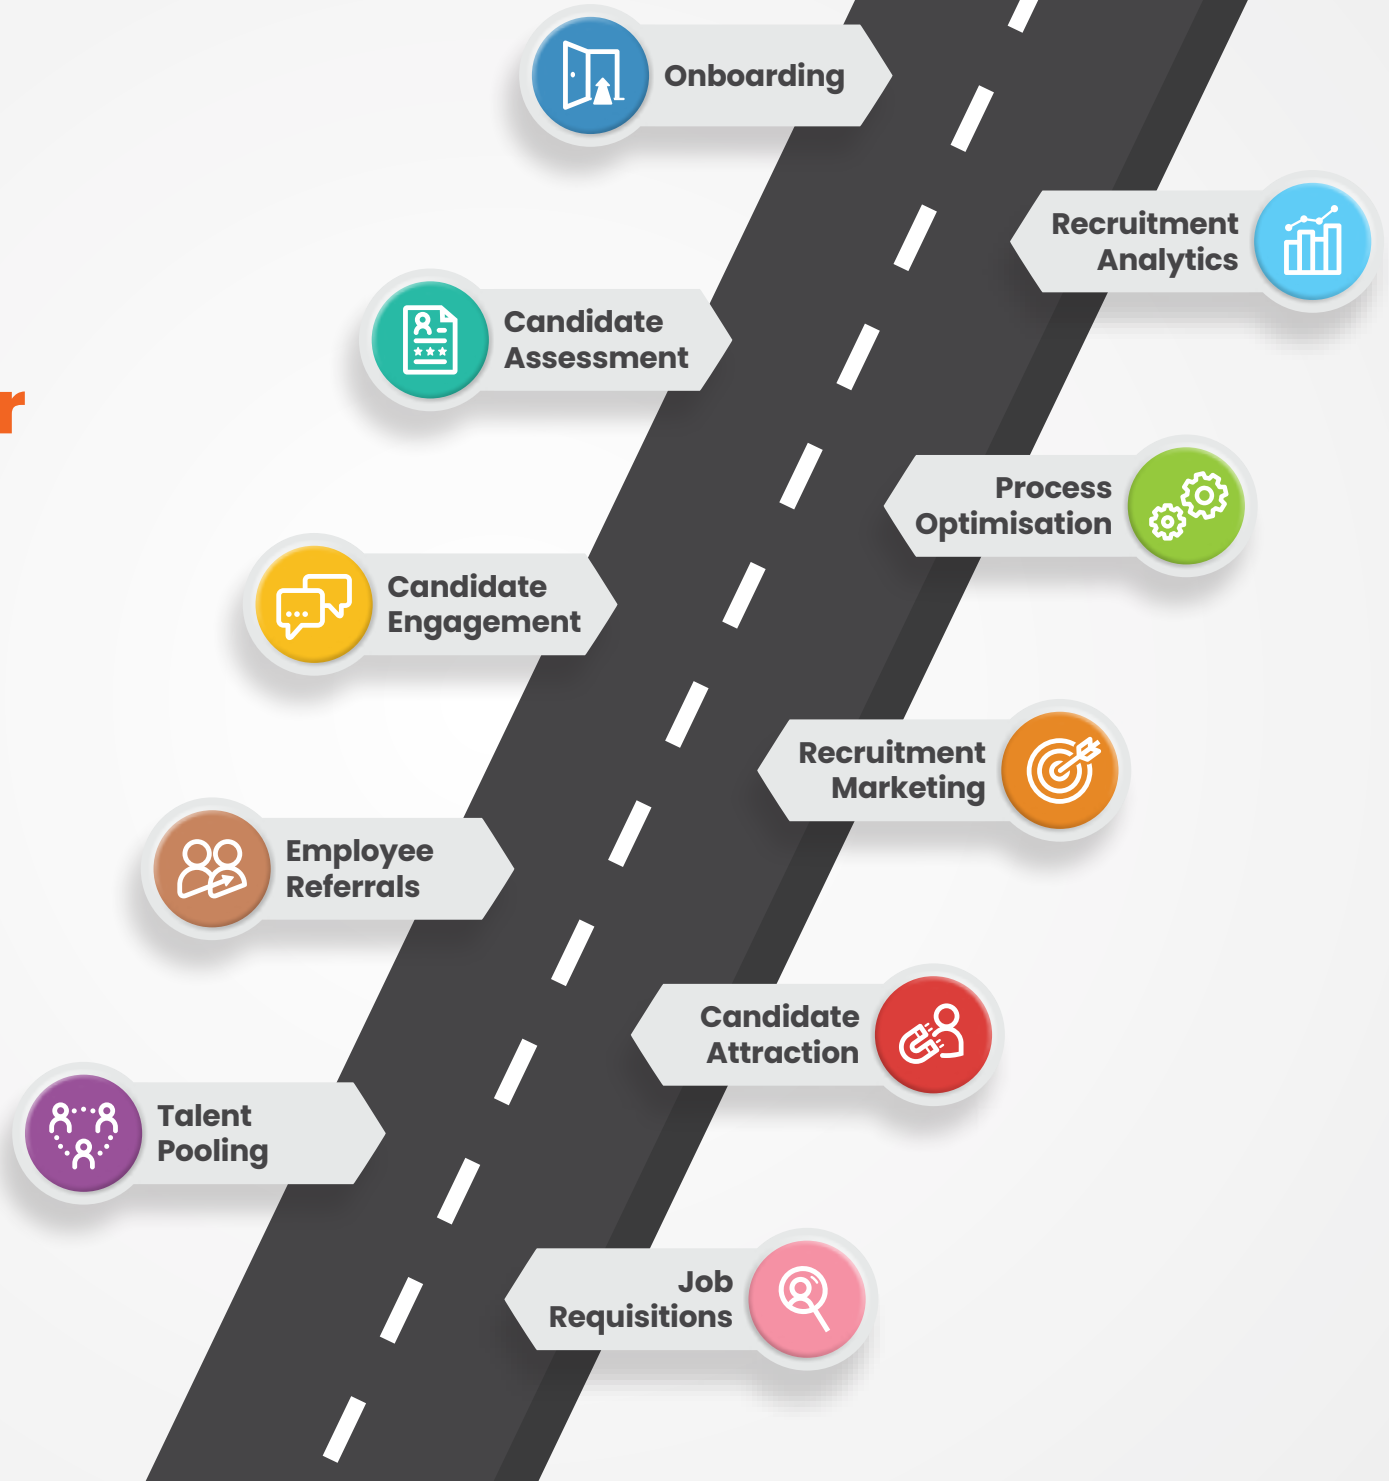 Onboarding
Recruitment
Analytics
Candidate
Assessment
r
Process
Optimisation
Candidate
Engagement
Recruitment
Marketing
Employee
Referrals
Candidate
Attraction
Talent
Pooling
Job
Requisitions